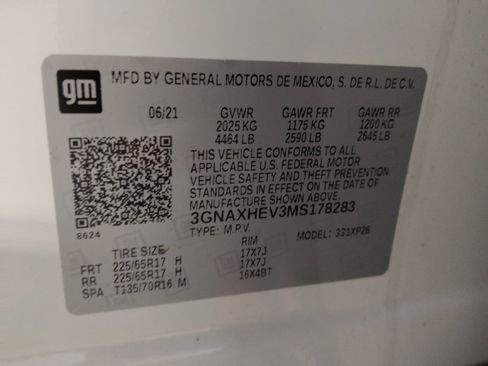 gm MFD BY GENERAL MOTORS DE MEXICO, S. DE R.L. DE C.V.
06/21 GVWR GAWR FRT GAWR RR
2025 KG 1175 KG 1200 KG
4464 LB 2590 LB 2645 LB
THIS VEHICLE CONFORMS TO ALL
APPLICABLE U.S. FEDERAL MOTOR
VEHICLE SAFETY AND THEFT PREVENTION
STANDARDS IN EFFECT ON THE DATE OF
MANUFACTURE SHOWN ABOVE.
3GNAXHEV3MS178283
8624 TYPE: M.P.V. MODEL: 331XP26
TIRE SIZE RIM
FRT 225/65R17 H 17X7J
RR 225/65R17 H 17X7J
SPA T135/70R16 M 16X4BT